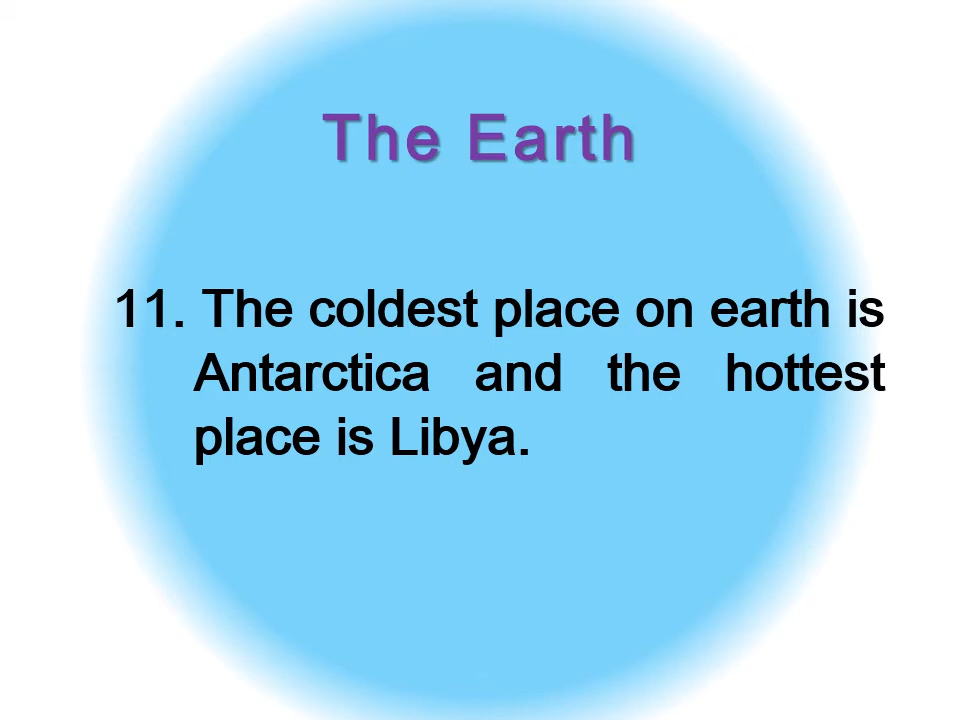 The Earth
11. The coldest place on earth is
Antarctica and the hottest
place is Libya.